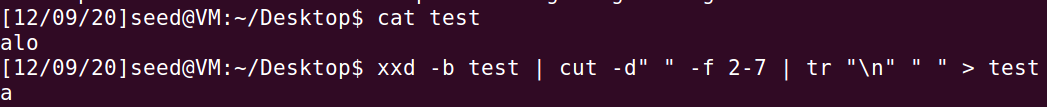 [12/09/20]seed@VM:~/Desktop$ cat test
alo
[12/09/20]seed@VM:~/Desktop$ xxd -b test | cut -d" " -f 2-7 | tr "\n" " " > test
a